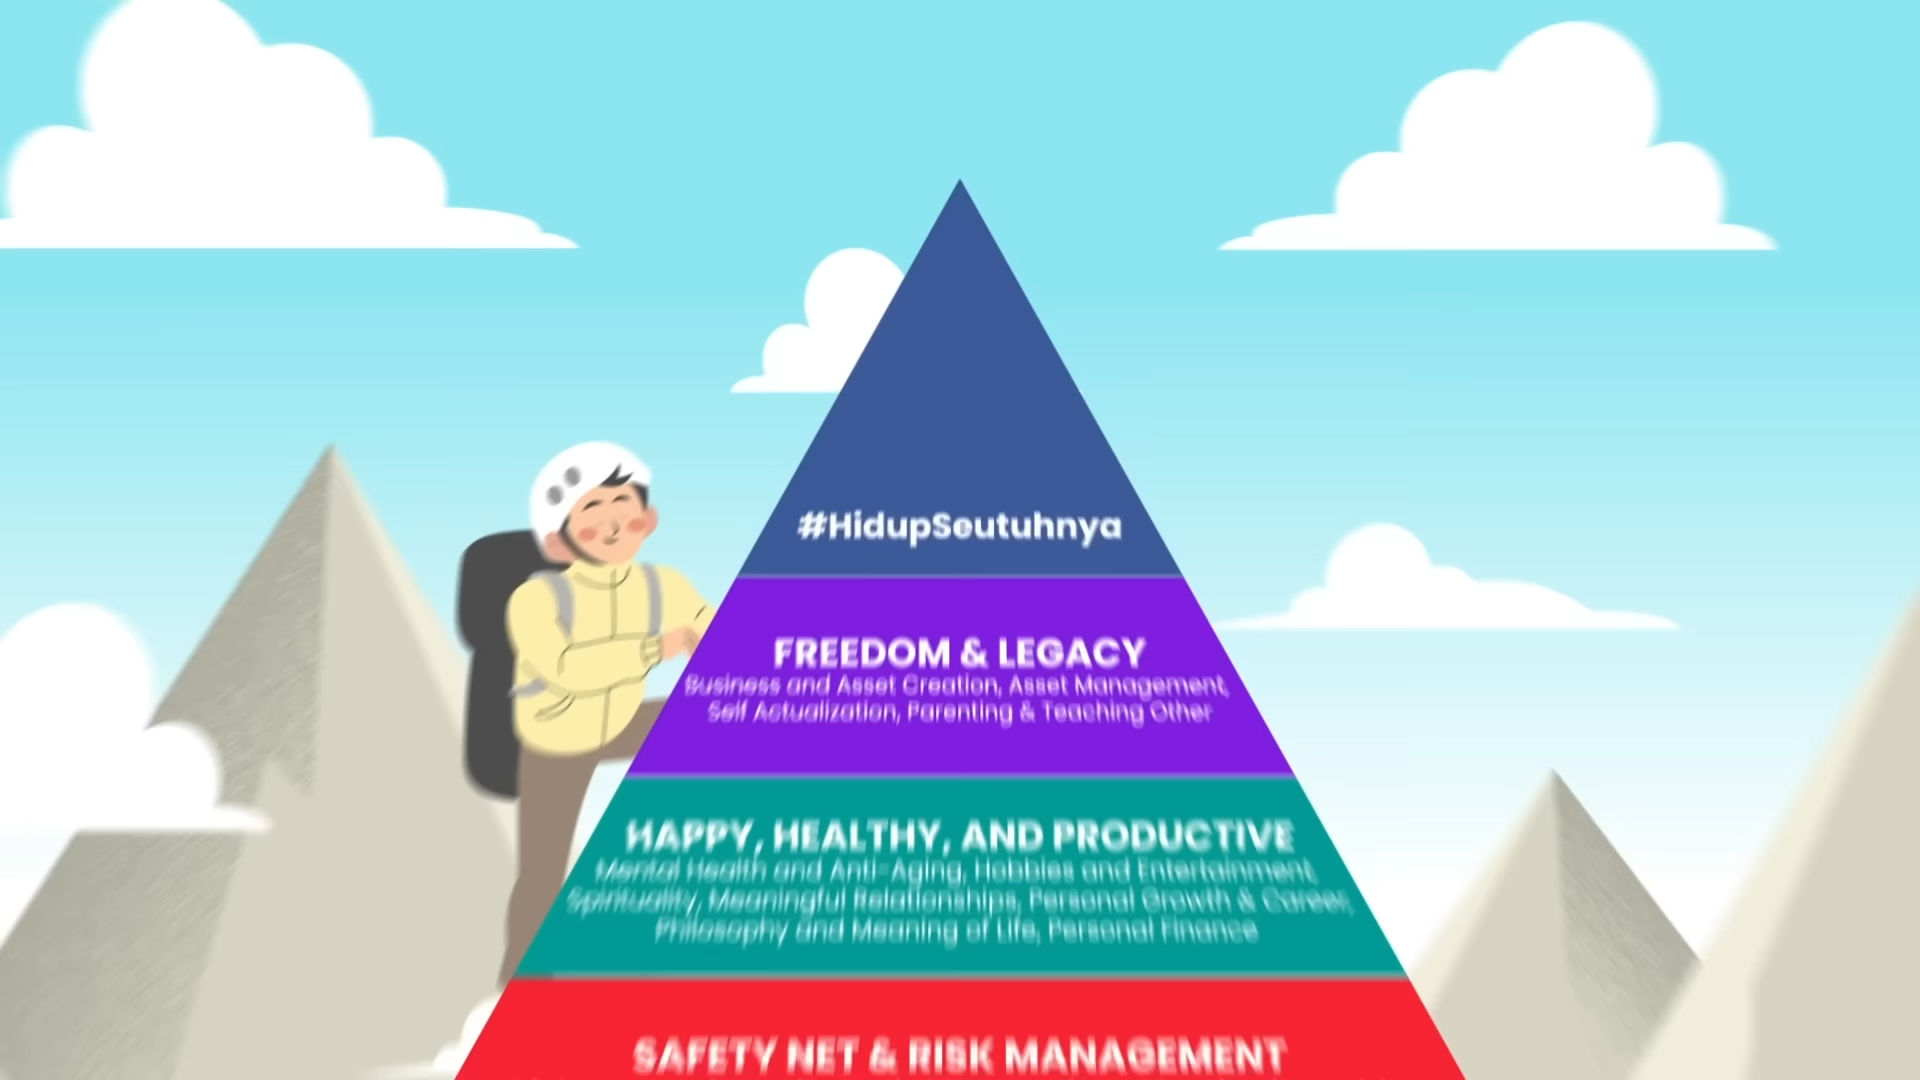 #HidupSeutuhnya
FREEDOM & LEGACY
Business and Asset Creation, Asset Management,
Self Actualization, Parenting & Teaching Other
HAPPY, HEALTHY, AND PRODUCTIVE
Mental Health and Anti-Aging, Hobbies and Entertainment,
Spirituality, Meaningful Relationships, Personal Growth & Career,
Philosophy and Meaning of Life, Personal Finance
SAFETY NET & RISK MANAGEMENT